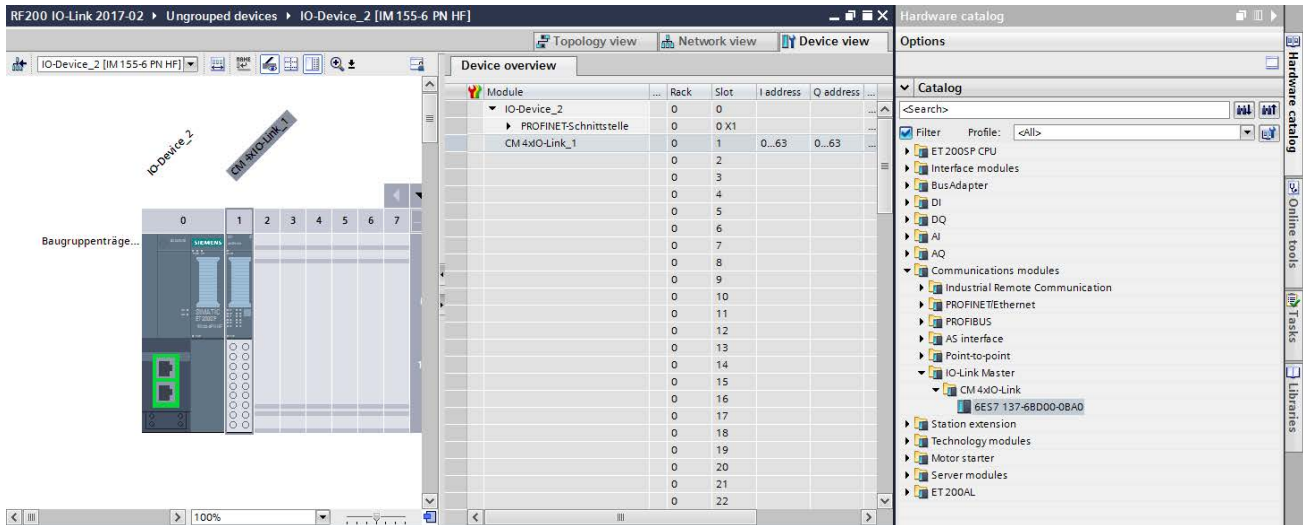 RF200 IO-Link 2017-02 ▸ Ungrouped devices ▸ IO-Device_2 [IM 155-6 PN HF]
Topology view
Network view
Device view
IO-Device_2 [IM 155-6 PN HF]
IO-Device_2
CM 4xIO-Link_1
0 1 2 3 4 5 6 7
Baugruppenträge...
SIEMENS
100%
Device overview
Module ... Rack Slot I address Q address ...
IO-Device_2 0 0 ...
PROFINET-Schnittstelle 0 0 X1 ...
CM 4xIO-Link_1 0 1 0...63 0...63 ...
0 2
0 3
0 4
0 5
0 6
0 7
0 8
0 9
0 10
0 11
0 12
0 13
0 14
0 15
0 16
0 17
0 18
0 19
0 20
0 21
0 22
Hardware catalog
Options
Catalog
<Search>
Filter Profile: <All>
ET 200SP CPU
Interface modules
BusAdapter
DI
DQ
AI
AQ
Communications modules
Industrial Remote Communication
PROFINET/Ethernet
PROFIBUS
AS interface
Point-to-point
IO-Link Master
CM 4xIO-Link
6ES7 137-6BD00-0BA0
Station extension
Technology modules
Motor starter
Server modules
ET 200AL
Hardware catalog
Online tools
Tasks
Libraries